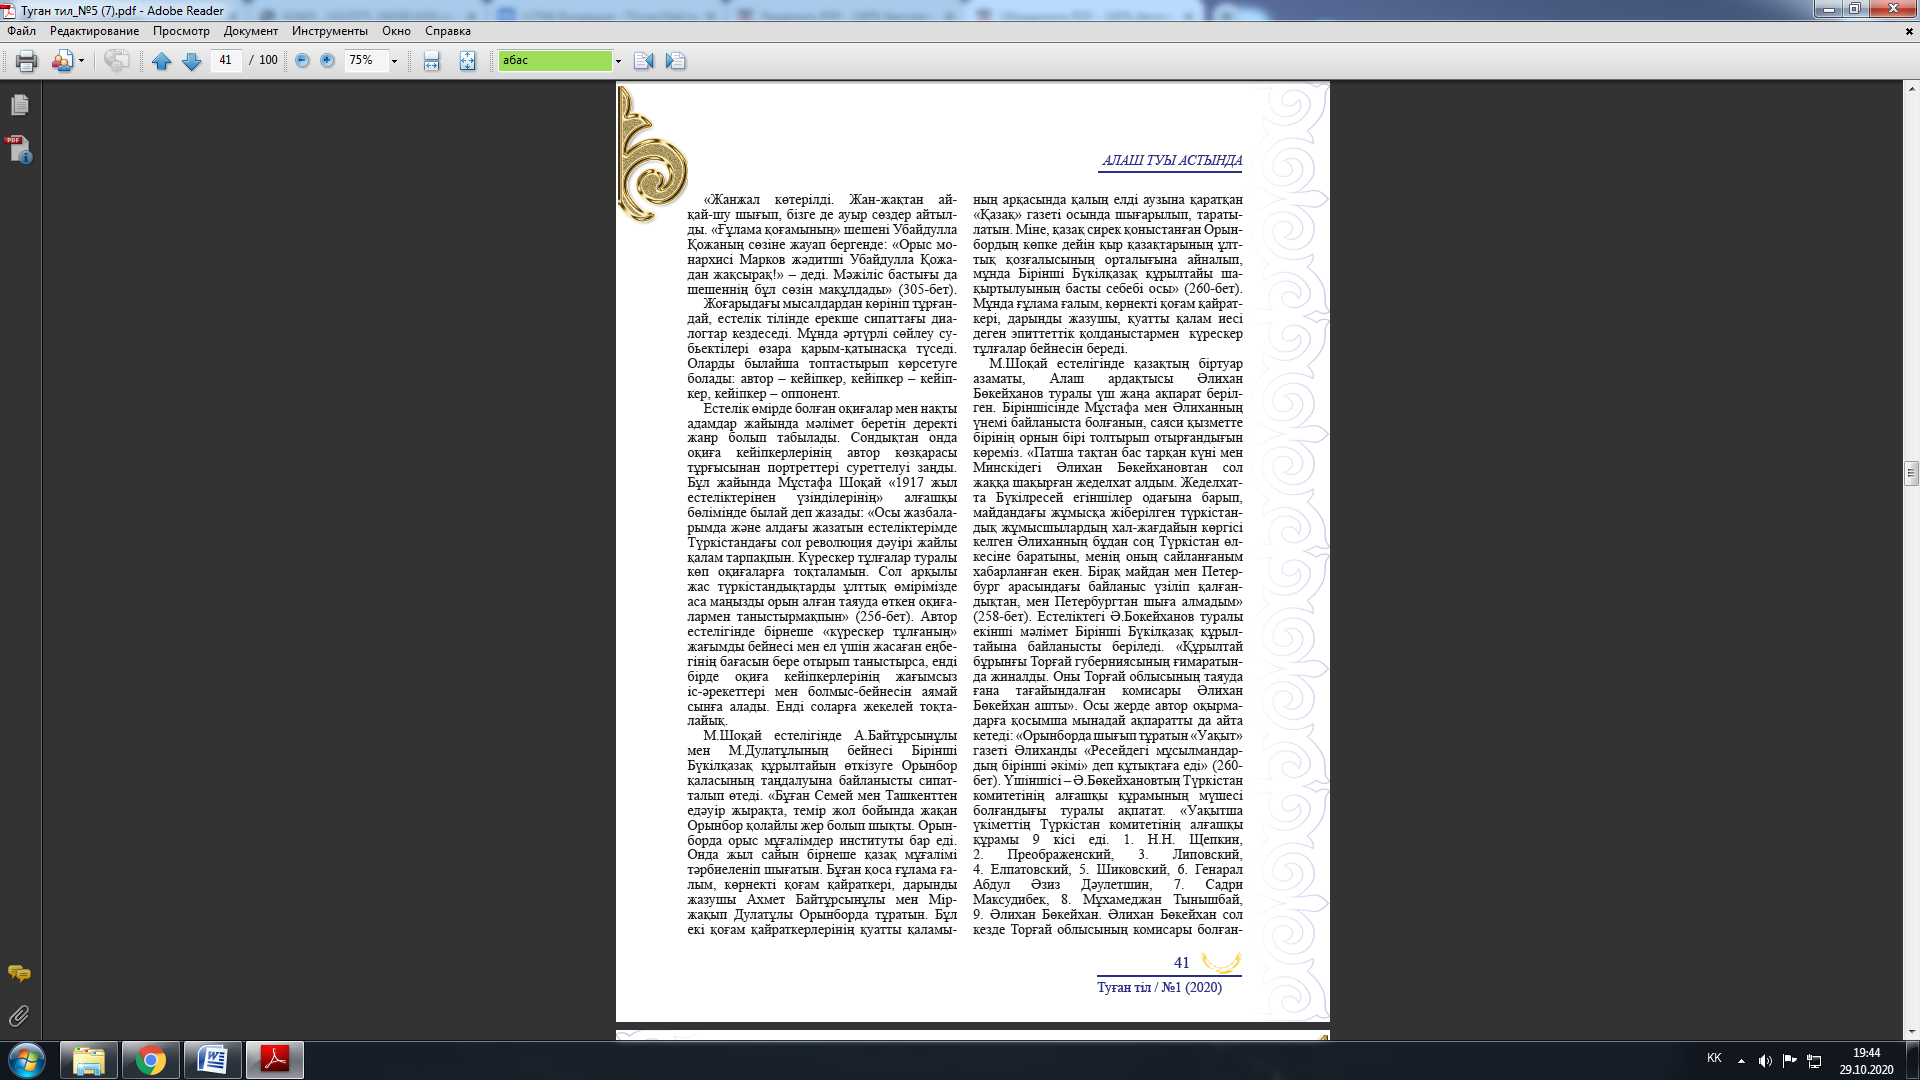 Туган тил_№5 (7).pdf - Adobe Reader
Файл Редактирование Просмотр Документ Инструменты Окно Справка
41 / 100 75% абас
АЛАШ ТУЫ АСТЫНДА
«Жанжал көтерілді. Жан-жақтан ай-
қай-шу шығып, бізге де ауыр сөздер айтыл-
ды. «Ғұлама қоғамының» шешені Убайдулла
Қожаның сөзіне жауап бергенде: «Орыс мо-
нархисі Марков жәдитші Убайдулла Қожа-
дан жақсырақ!» – деді. Мәжіліс бастығы да
шешеннің бұл сөзін мақұлдады» (305-бет).
Жоғарыдағы мысалдардан көрініп тұрған-
дай, естелік тілінде ерекше сипаттағы диа-
логтар кездеседі. Мұнда әртүрлі сөйлеу су-
бьектілері өзара қарым-қатынасқа түседі.
Оларды былайша топтастырып көрсетуге
болады: автор – кейіпкер, кейіпкер – кейіп-
кер, кейіпкер – оппонент.
Естелік өмірде болған оқиғалар мен нақты
адамдар жайында мәлімет беретін деректі
жанр болып табылады. Сондықтан онда
оқиға кейіпкерлерінің автор көзқарасы
тұрғысынан портреттері суреттелуі заңды.
Бұл жайында Мұстафа Шоқай «1917 жыл
естеліктерінен үзінділерінің» алғашқы
бөлімінде былай деп жазады: «Осы жазбала-
рымда және алдағы жазатын естеліктерімде
Түркістандағы сол революция дәуірі жайлы
қалам тарпақпын. Күрескер тұлғалар туралы
көп оқиғаларға тоқталамын. Сол арқылы
жас түркістандықтарды ұлттық өмірімізде
аса маңызды орын алған таяуда өткен оқиға-
лармен таныстырмақпын» (256-бет). Автор
естелігінде бірнеше «күрескер тұлғаның»
жағымды бейнесі мен ел үшін жасаған еңбе-
гінің бағасын бере отырып таныстырса, енді
бірде оқиға кейіпкерлерінің жағымсыз
іс-әрекеттері мен болмыс-бейнесін аямай
сынға алады. Енді соларға жекелей тоқта-
лайық.
М.Шоқай естелігінде А.Байтұрсынұлы
мен М.Дулатұлының бейнесі Бірінші
Бүкілқазақ құрылтайын өткізуге Орынбор
қаласының таңдалуына байланысты сипат-
талып өтеді. «Бұған Семей мен Ташкенттен
едәуір жырақта, темір жол бойында жақан
Орынбор қолайлы жер болып шықты. Орын-
борда орыс мұғалімдер институты бар еді.
Онда жыл сайын бірнеше қазақ мұғалімі
тәрбиеленіп шығатын. Бұған қоса ғұлама ға-
лым, көрнекті қоғам қайраткері, дарынды
жазушы Ахмет Байтұрсынұлы мен Мір-
жақып Дулатұлы Орынборда тұратын. Бұл
екі қоғам қайраткерлерінің қуатты қаламы-
ның арқасында қалың елді аузына қаратқан
«Қазақ» газеті осында шығарылып, тараты-
латын. Міне, қазақ сирек қоныстанған Орын-
бордың көпке дейін қыр қазақтарының ұлт-
тық қозғалысының орталығына айналып,
мұнда Бірінші Бүкілқазақ құрылтайы ша-
қыртылуының басты себебі осы» (260-бет).
Мұнда ғұлама ғалым, көрнекті қоғам қайрат-
кері, дарынды жазушы, қуатты қалам иесі
деген эпиттеттік қолданыстармен күрескер
тұлғалар бейнесін береді.
М.Шоқай естелігінде қазақтың біртуар
азаматы, Алаш ардақтысы Әлихан
Бөкейханов туралы үш жаңа ақпарат беріл-
ген. Біріншісінде Мұстафа мен Әлиханның
үнемі байланыста болғанын, саяси қызметте
бірінің орнын бірі толтырып отырғандығын
көреміз. «Патша тақтан бас тарқан күні мен
Минскідегі Әлихан Бөкейхановтан сол
жаққа шақырған жеделхат алдым. Жеделхат-
та Бүкілресей егіншілер одағына барып,
майдандағы жұмысқа жіберілген түркістан-
дық жұмысшылардың хал-жағдайын көргісі
келген Әлиханның бұдан соң Түркістан өл-
кесіне баратыны, менің оның сайланғаным
хабарланған екен. Бірақ майдан мен Петер-
бург арасындағы байланыс үзіліп қалған-
дықтан, мен Петербургтан шыға алмадым»
(258-бет). Естеліктегі Ә.Бокейханов туралы
екінші мәлімет Бірінші Бүкілқазақ құрыл-
тайына байланысты беріледі. «Құрылтай
бұрынғы Торғай губерниясының ғимаратын-
да жиналды. Оны Торғай облысының таяуда
ғана тағайындалған комисары Әлихан
Бөкейхан ашты». Осы жерде автор оқырма-
дарға қосымша мынадай ақпаратты да айта
кетеді: «Орынборда шығып тұратын «Уақыт»
газеті Әлиханды «Ресейдегі мұсылмандар-
дың бірінші әкімі» деп құтықтаға еді» (260-
бет). Үшіншісі – Ә.Бөкейхановтың Түркістан
комитетінің алғашқы құрамының мүшесі
болғандығы туралы ақпатат. «Уақытша
үкіметтің Түркістан комитетінің алғашқы
құрамы 9 кісі еді. 1. Н.Н. Щепкин,
2. Преображенский, 3. Липовский,
4. Елпатовский, 5. Шиковский, 6. Генарал
Абдул Әзиз Дәулетшин, 7. Садри
Максудибек, 8. Мұхамеджан Тынышбай,
9. Әлихан Бөкейхан. Әлихан Бөкейхан сол
кезде Торғай облысының комисары болған-
41
Туған тіл / №1 (2020)
KK
19:44
29.10.2020